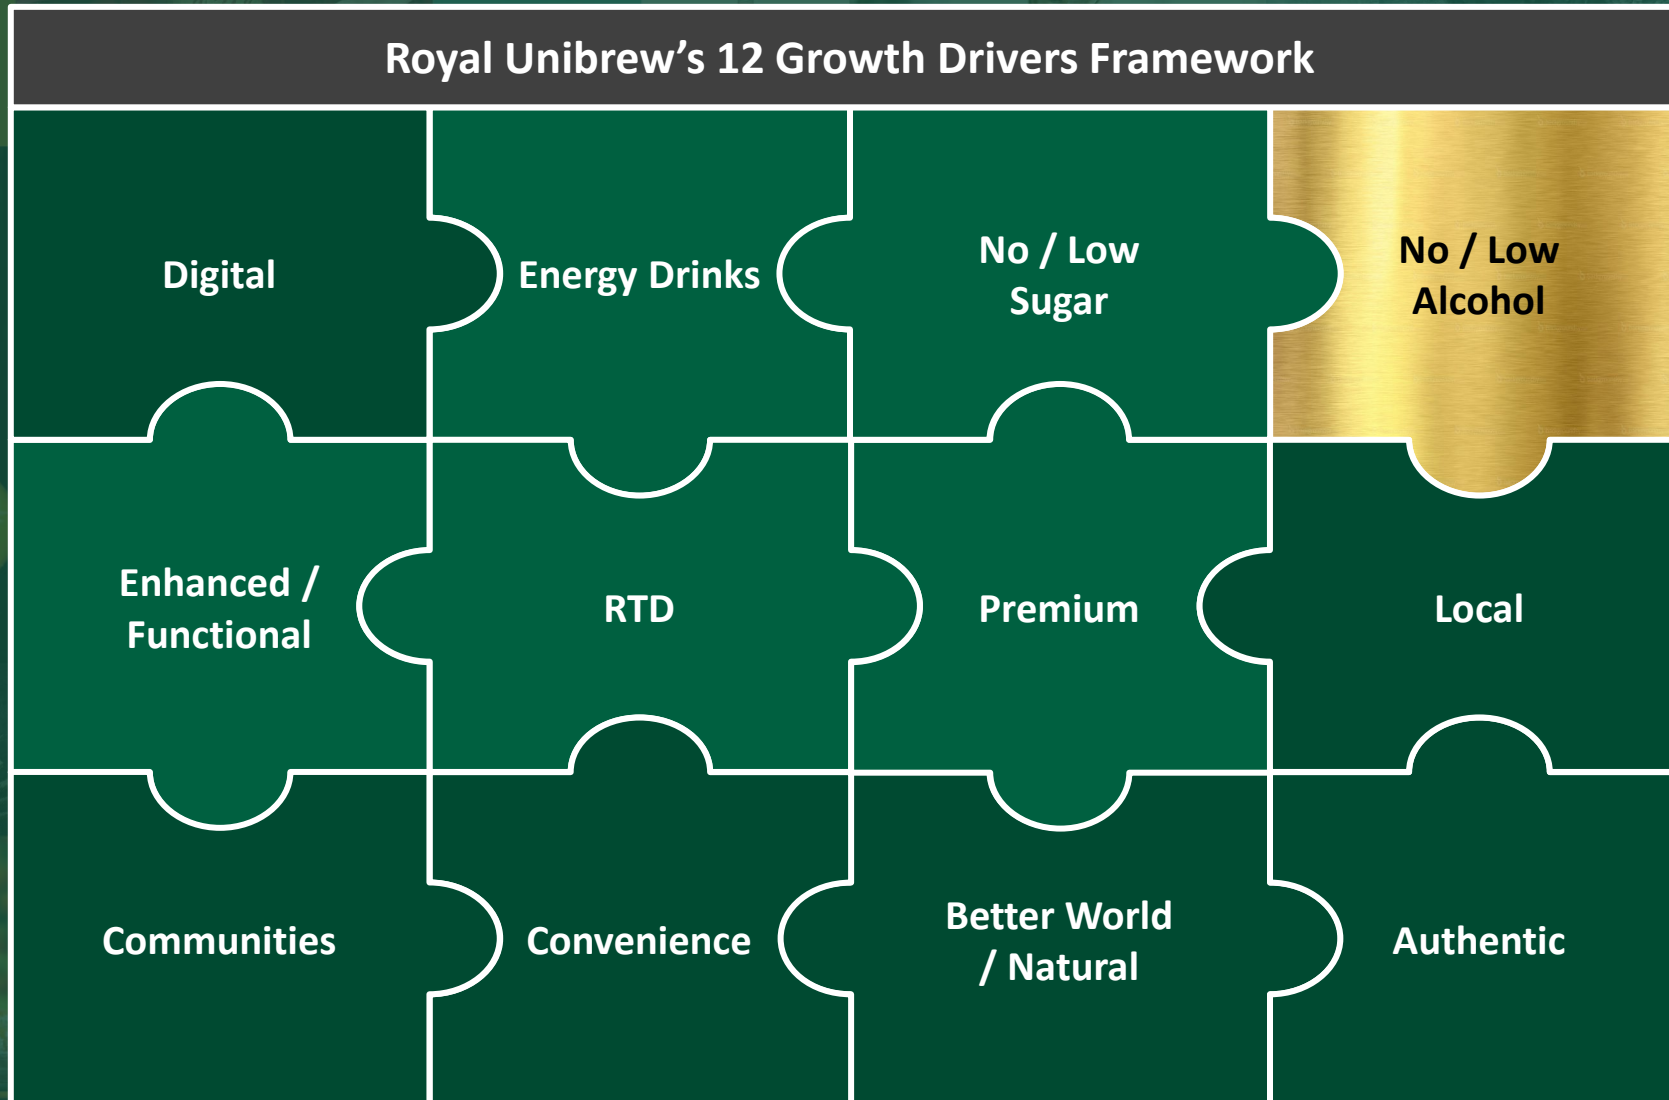 Royal Unibrew’s 12 Growth Drivers Framework
Digital
Energy Drinks
No / Low
Sugar
No / Low
Alcohol
Enhanced /
Functional
RTD
Premium
Local
Communities
Convenience
Better World
/ Natural
Authentic